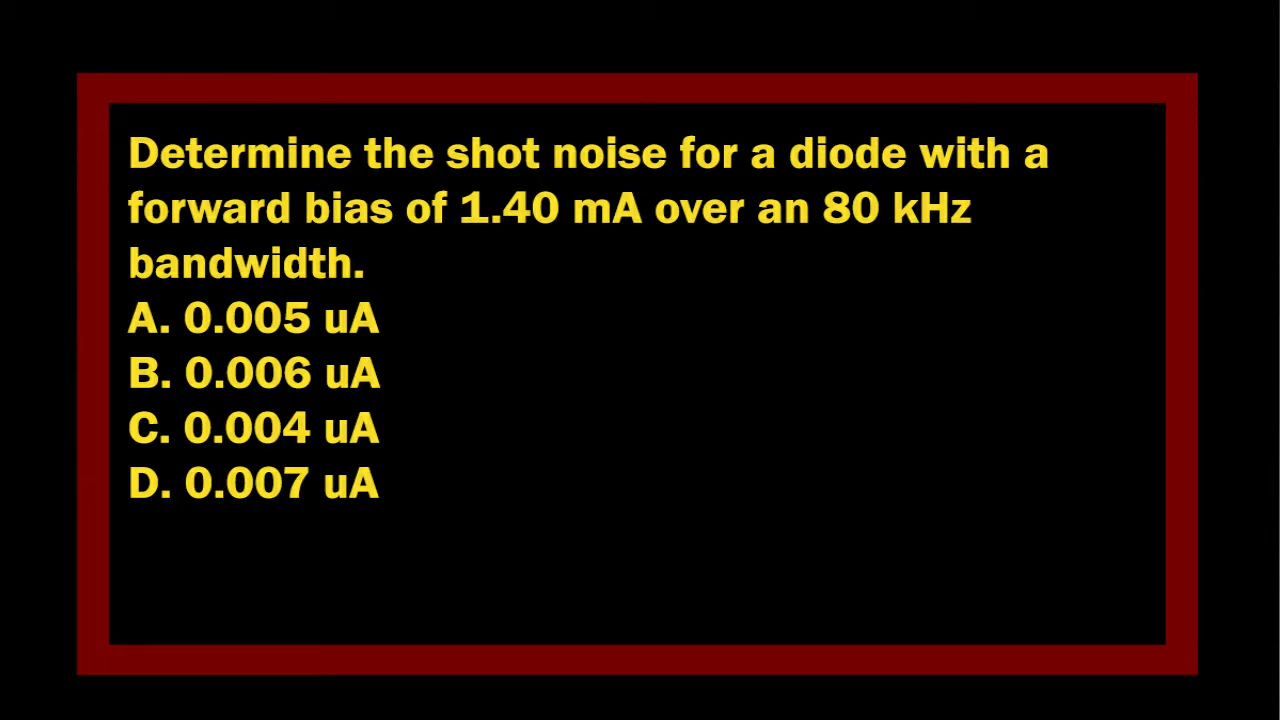 Determine the shot noise for a diode with a
forward bias of 1.40 mA over an 80 kHz
bandwidth.
A. 0.005 uA
B. 0.006 uA
C. 0.004 uA
D. 0.007 uA